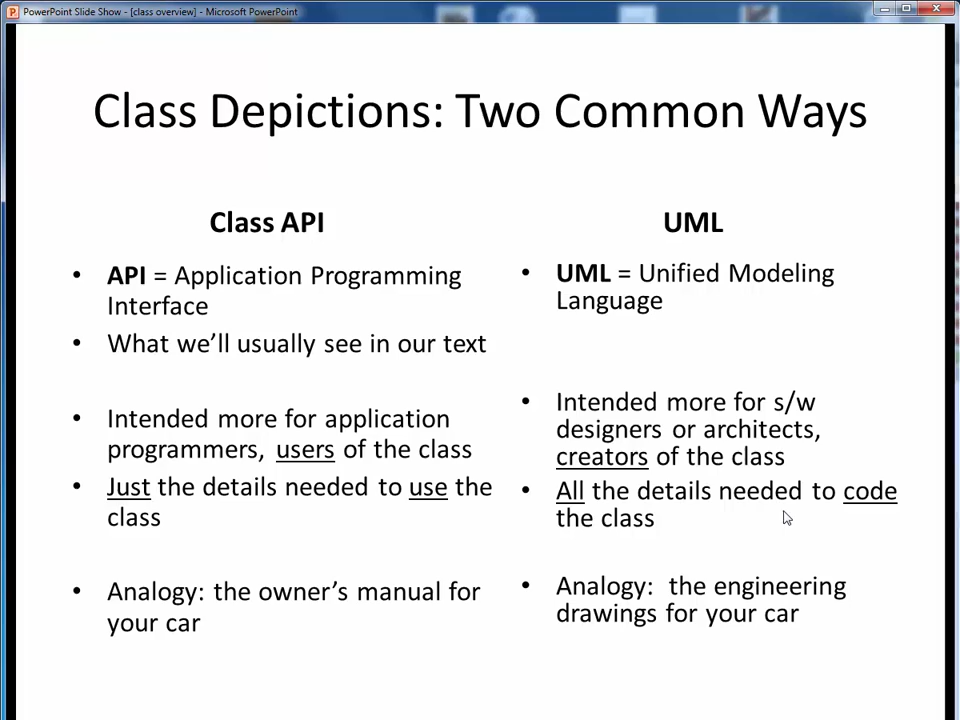 PowerPoint Slide Show - [class overview] - Microsoft PowerPoint
Class Depictions: Two Common Ways
Class API
• API = Application Programming
Interface
• What we’ll usually see in our text
• Intended more for application
programmers, users of the class
• Just the details needed to use the
class
• Analogy: the owner’s manual for
your car
UML
• UML = Unified Modeling
Language
• Intended more for s/w
designers or architects,
creators of the class
• All the details needed to code
the class
• Analogy: the engineering
drawings for your car